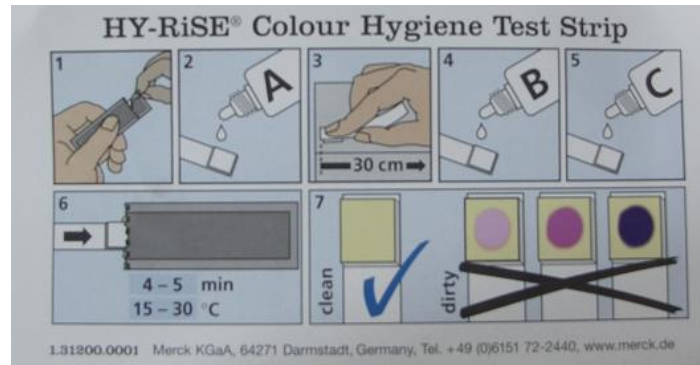 HY-RiSE® Colour Hygiene Test Strip
1
2
A
3
30 cm
4
B
5
C
6
4 – 5 min
15 – 30 °C
7
clean
dirty
1.31200.0001 Merck KGaA, 64271 Darmstadt, Germany, Tel. +49 (0)6151 72-2440, www.merck.de